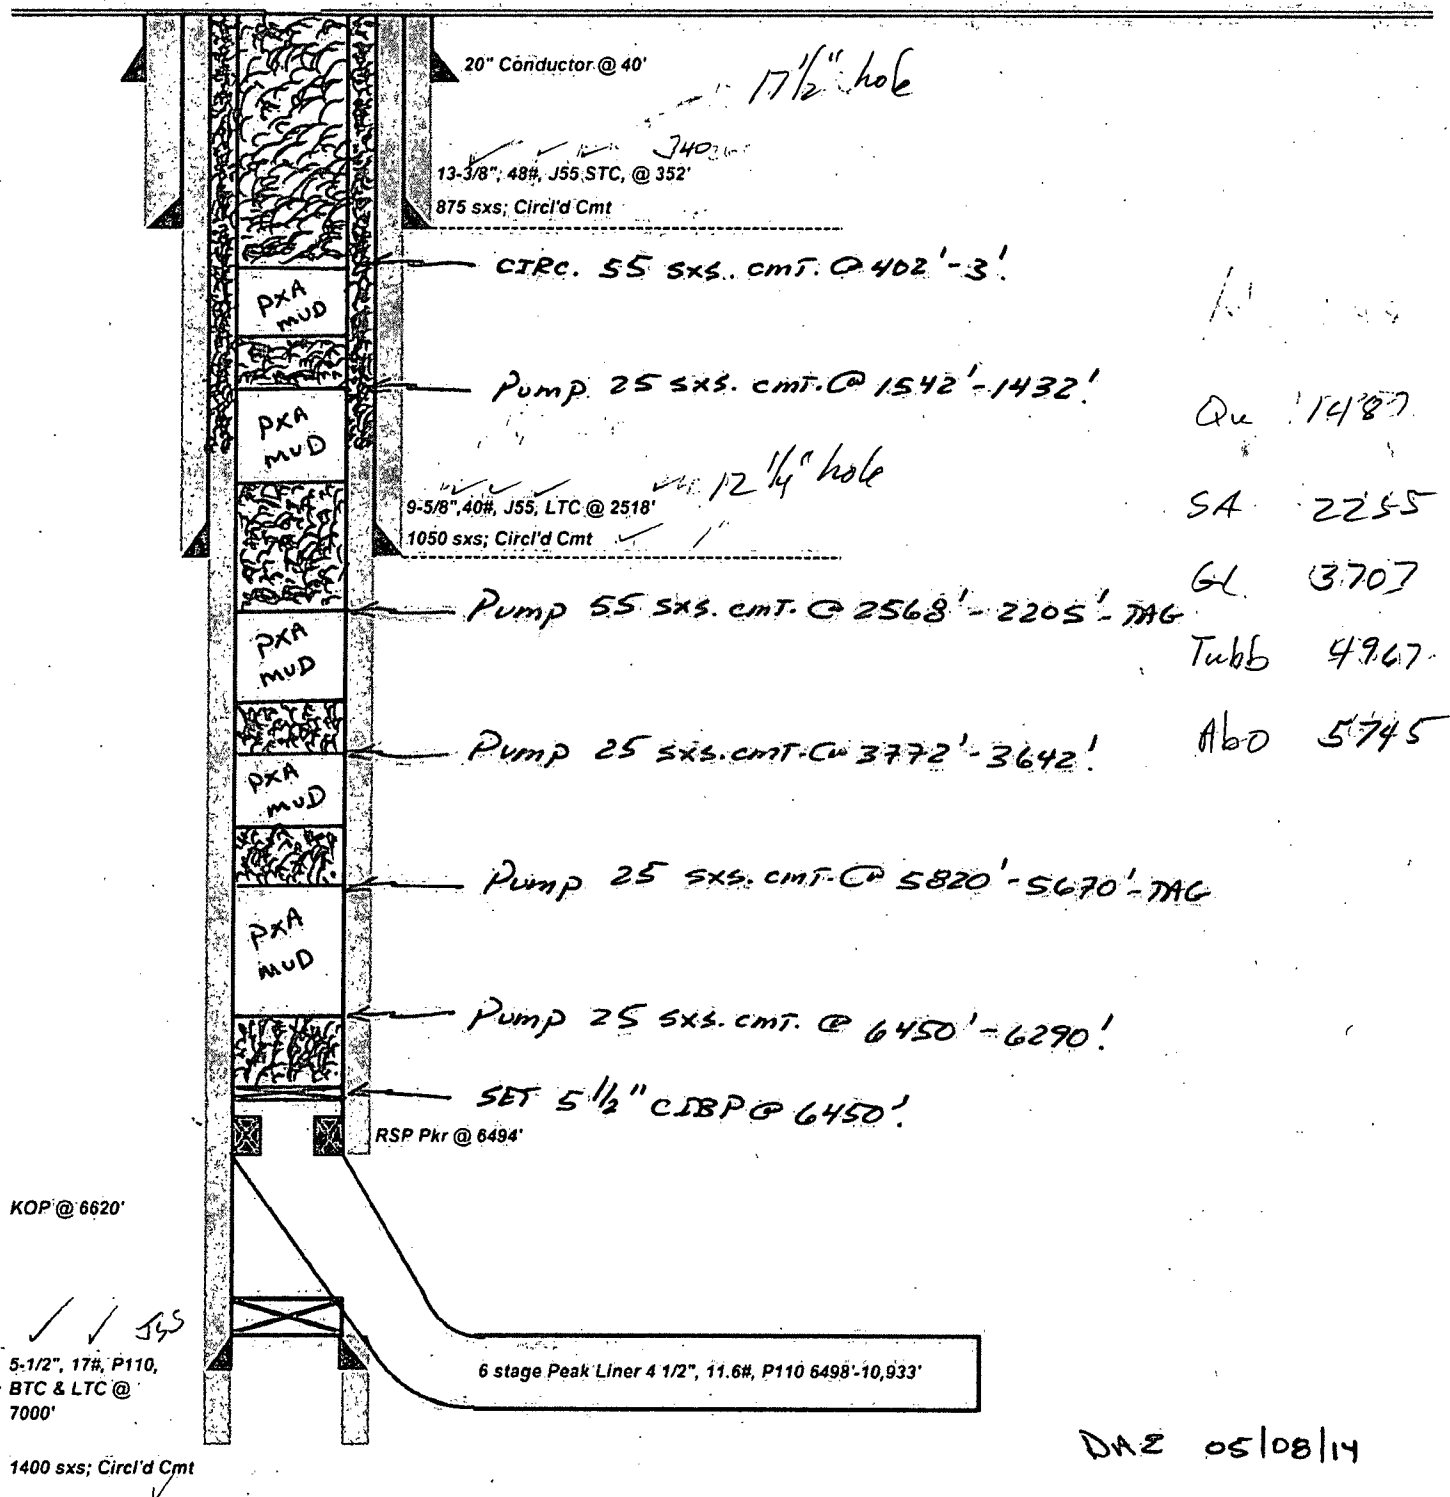 20" Conductor @ 40'
17 1/2" hole
340
13-3/8", 48#, J55 STC, @ 352'
875 sxs; Circl'd Cmt
CIRC. 55 sxs. cmt. @ 402'-3'.
PXA
MUD
Pump 25 sxs. cmt. @ 1542'-1432'.
Qu 1487
PXA
MUD
12 1/4" hole
9-5/8", 40#, J55, LTC @ 2518'
1050 sxs; Circl'd Cmt
SA 2255
Gl 3707
Pump 55 sxs. cmt. @ 2568'-2205'-TAG
PXA
MUD
Tubb 4967
Abo 5745
Pump 25 sxs. cmt. @ 3772'-3642'.
PXA
MUD
Pump 25 sxs. cmt. @ 5820'-5670'-TAG
PXA
MUD
Pump 25 sxs. cmt. @ 6450'-6290'.
SET 5 1/2" CIBP @ 6450'.
RSP Pkr @ 6494'
KOP @ 6620'
J55
5-1/2", 17#, P110,
BTC & LTC @
7000'
6 stage Peak Liner 4 1/2", 11.6#, P110 6498'-10,933'
1400 sxs; Circl'd Cmt
DAE 05/08/14